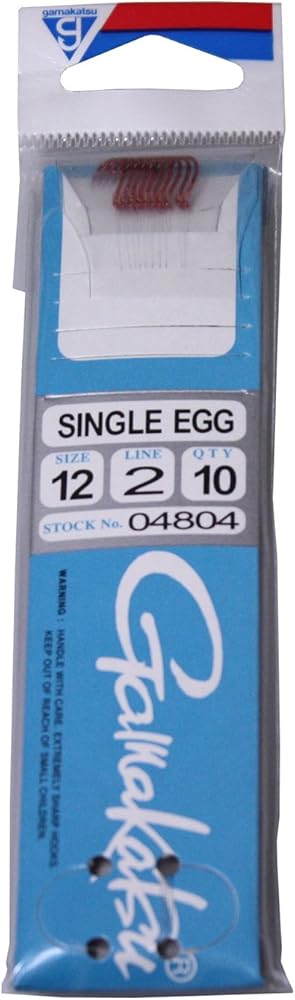 gamakatsu
G
SINGLE EGG
SIZE LINE QTY
12 2 10
STOCK No. 04804
WARNING : HANDLE WITH CARE. EXTREMELY SHARP HOOKS.
KEEP OUT OF REACH OF SMALL CHILDREN.
Gamakatsu®